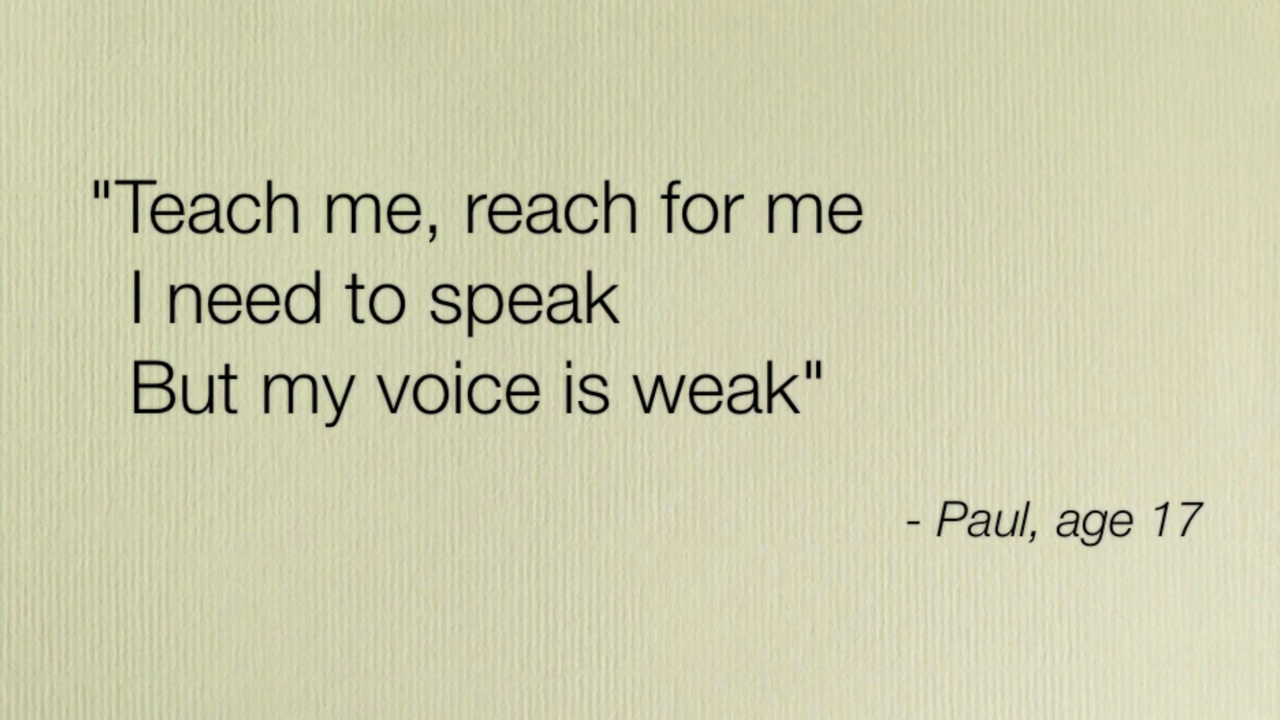 "Teach me, reach for me
I need to speak
But my voice is weak"
- Paul, age 17